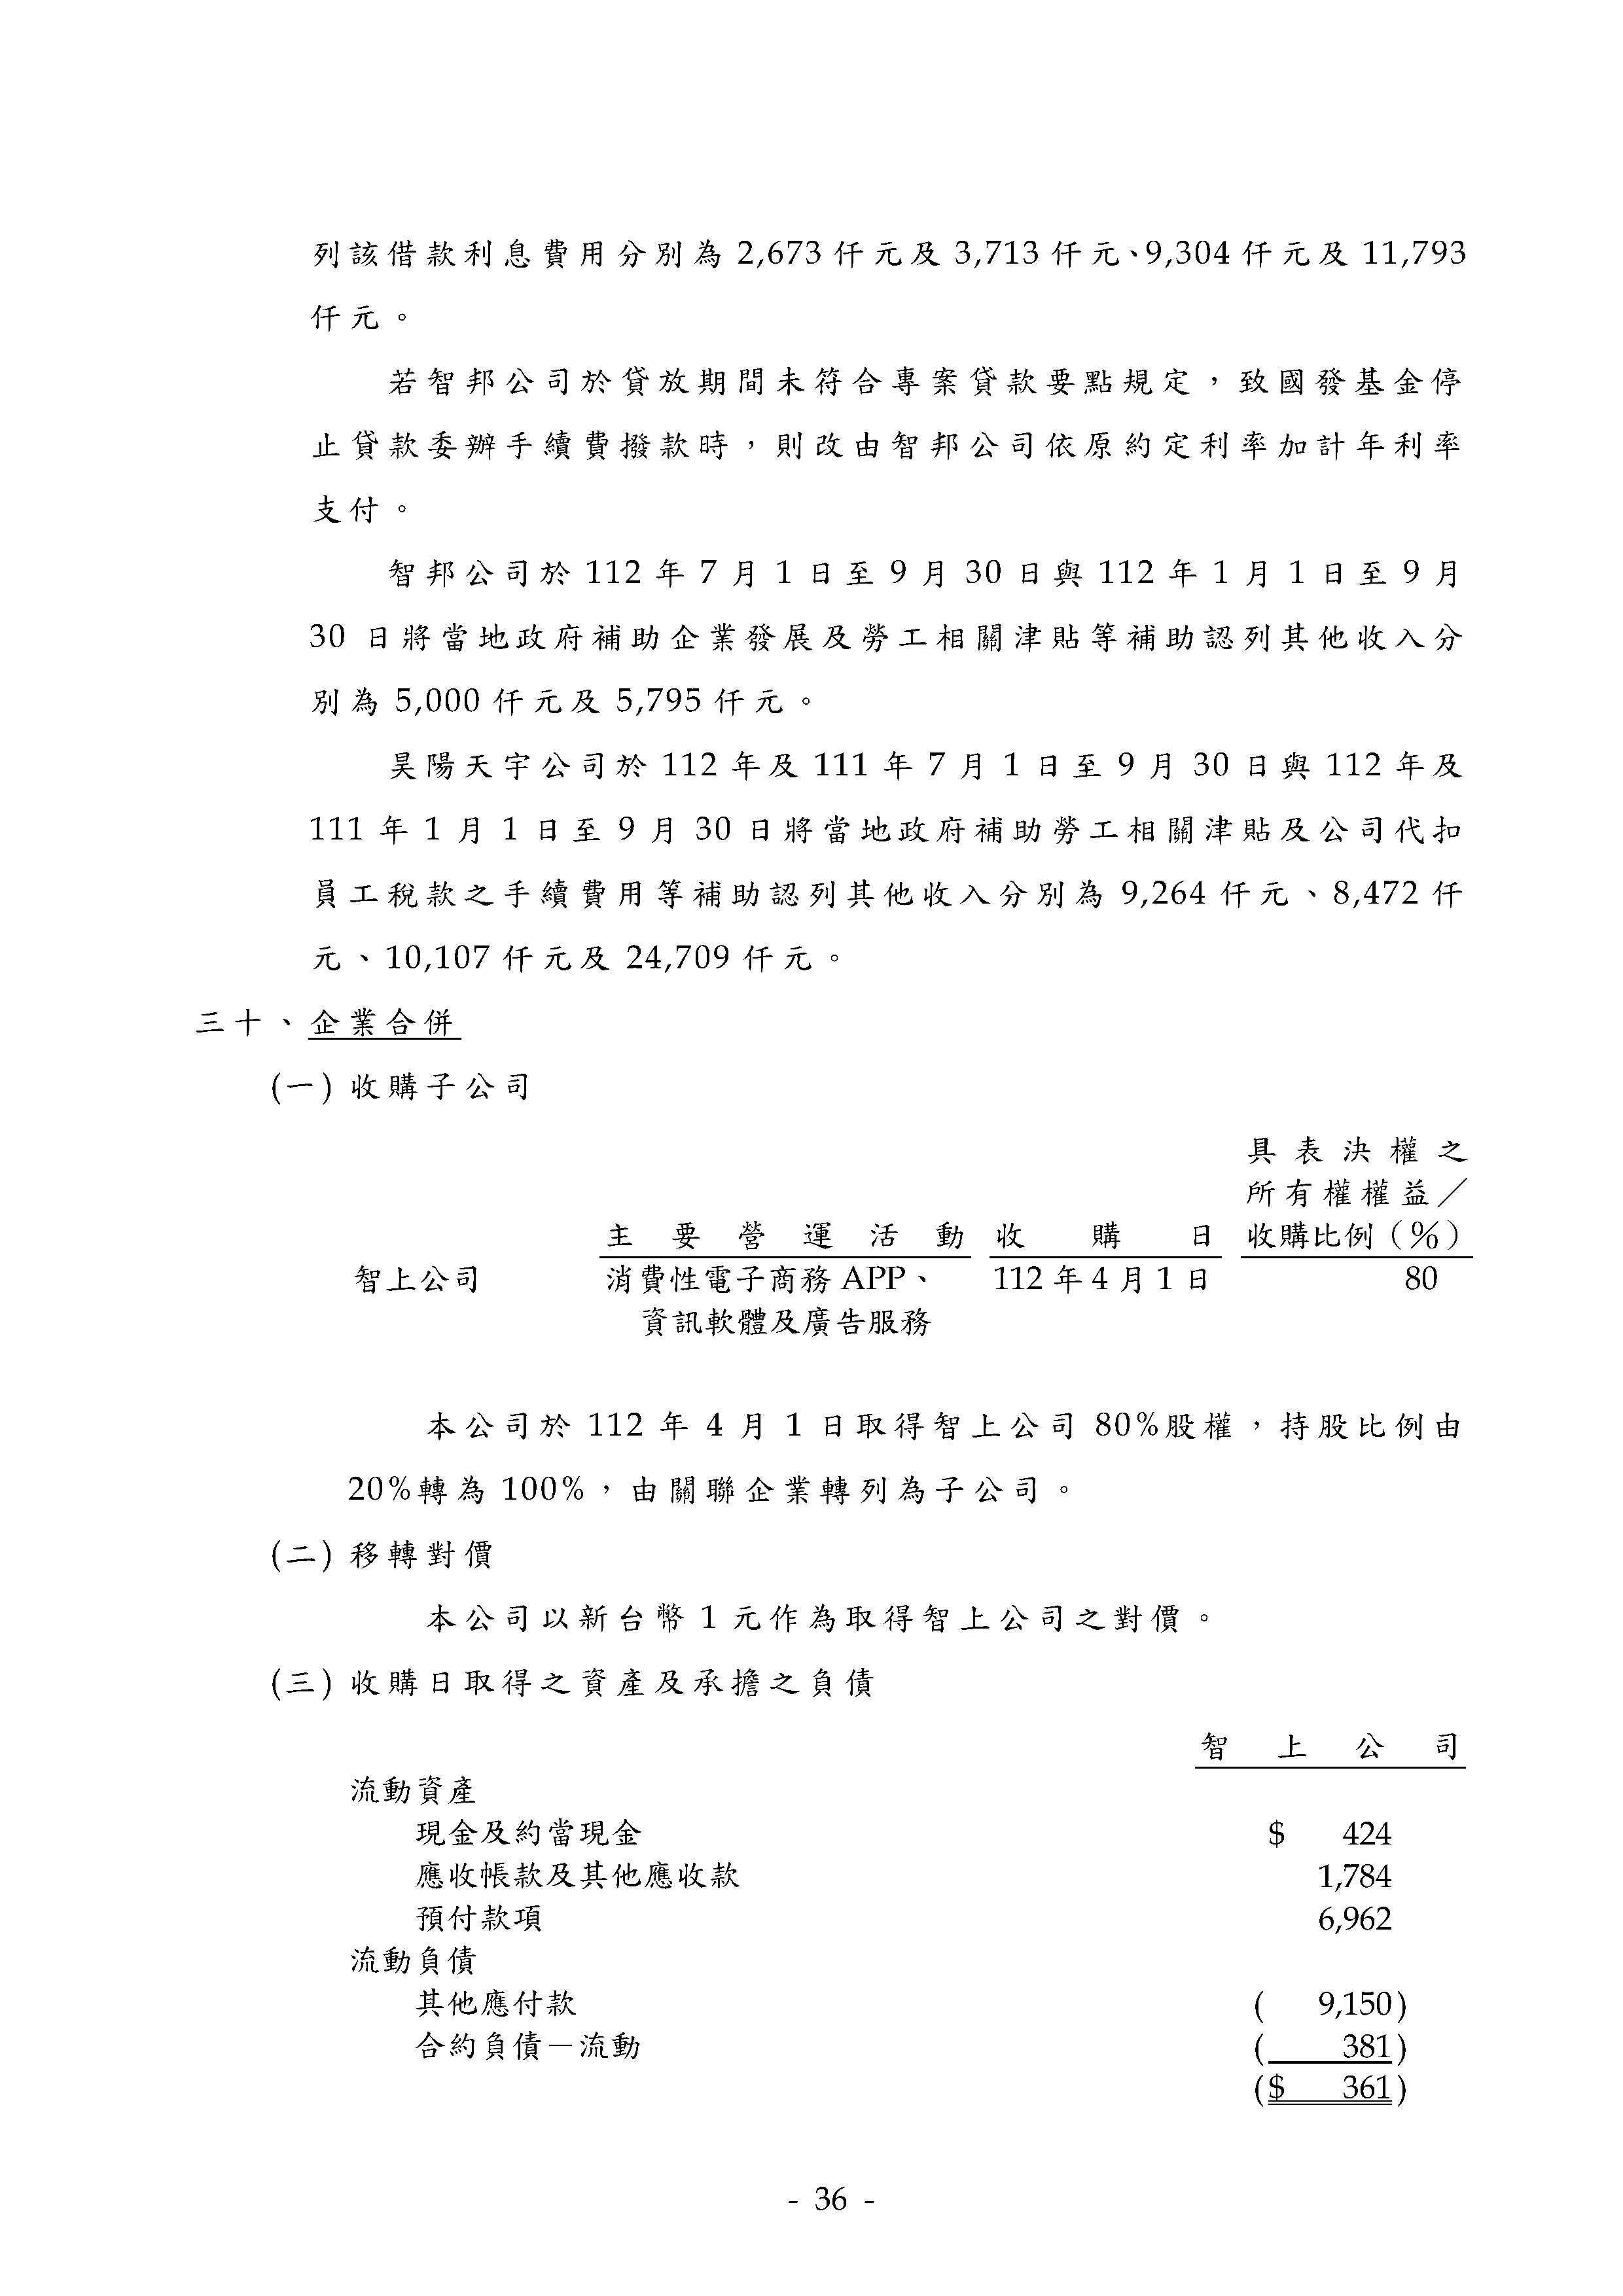 列該借款利息費用分別為 2,673 仟元及 3,713 仟元、9,304 仟元及 11,793
仟元。
若智邦公司於貸放期間未符合專案貸款要點規定，致國發基金停
止貸款委辦手續費撥款時，則改由智邦公司依原約定利率加計年利率
支付。
智邦公司於 112 年 7 月 1 日至 9 月 30 日與 112 年 1 月 1 日至 9 月
30 日將當地政府補助企業發展及勞工相關津貼等補助認列其他收入分
別為 5,000 仟元及 5,795 仟元。
昊陽天宇公司於 112 年及 111 年 7 月 1 日至 9 月 30 日與 112 年及
111 年 1 月 1 日至 9 月 30 日將當地政府補助勞工相關津貼及公司代扣
員工稅款之手續費用等補助認列其他收入分別為 9,264 仟元、8,472 仟
元、10,107 仟元及 24,709 仟元。
三十、企業合併
(一) 收購子公司
具表決權之
所有權權益／
主要營運活動 收購日 收購比例（％）
智上公司 消費性電子商務 APP、 112 年 4 月 1 日 80
資訊軟體及廣告服務
本公司於 112 年 4 月 1 日取得智上公司 80%股權，持股比例由
20%轉為 100%，由關聯企業轉列為子公司。
(二) 移轉對價
本公司以新台幣 1 元作為取得智上公司之對價。
(三) 收購日取得之資產及承擔之負債
智上公司
流動資產
現金及約當現金 $ 424
應收帳款及其他應收款 1,784
預付款項 6,962
流動負債
其他應付款 ( 9,150)
合約負債－流動 ( 381)
($ 361)
- 36 -